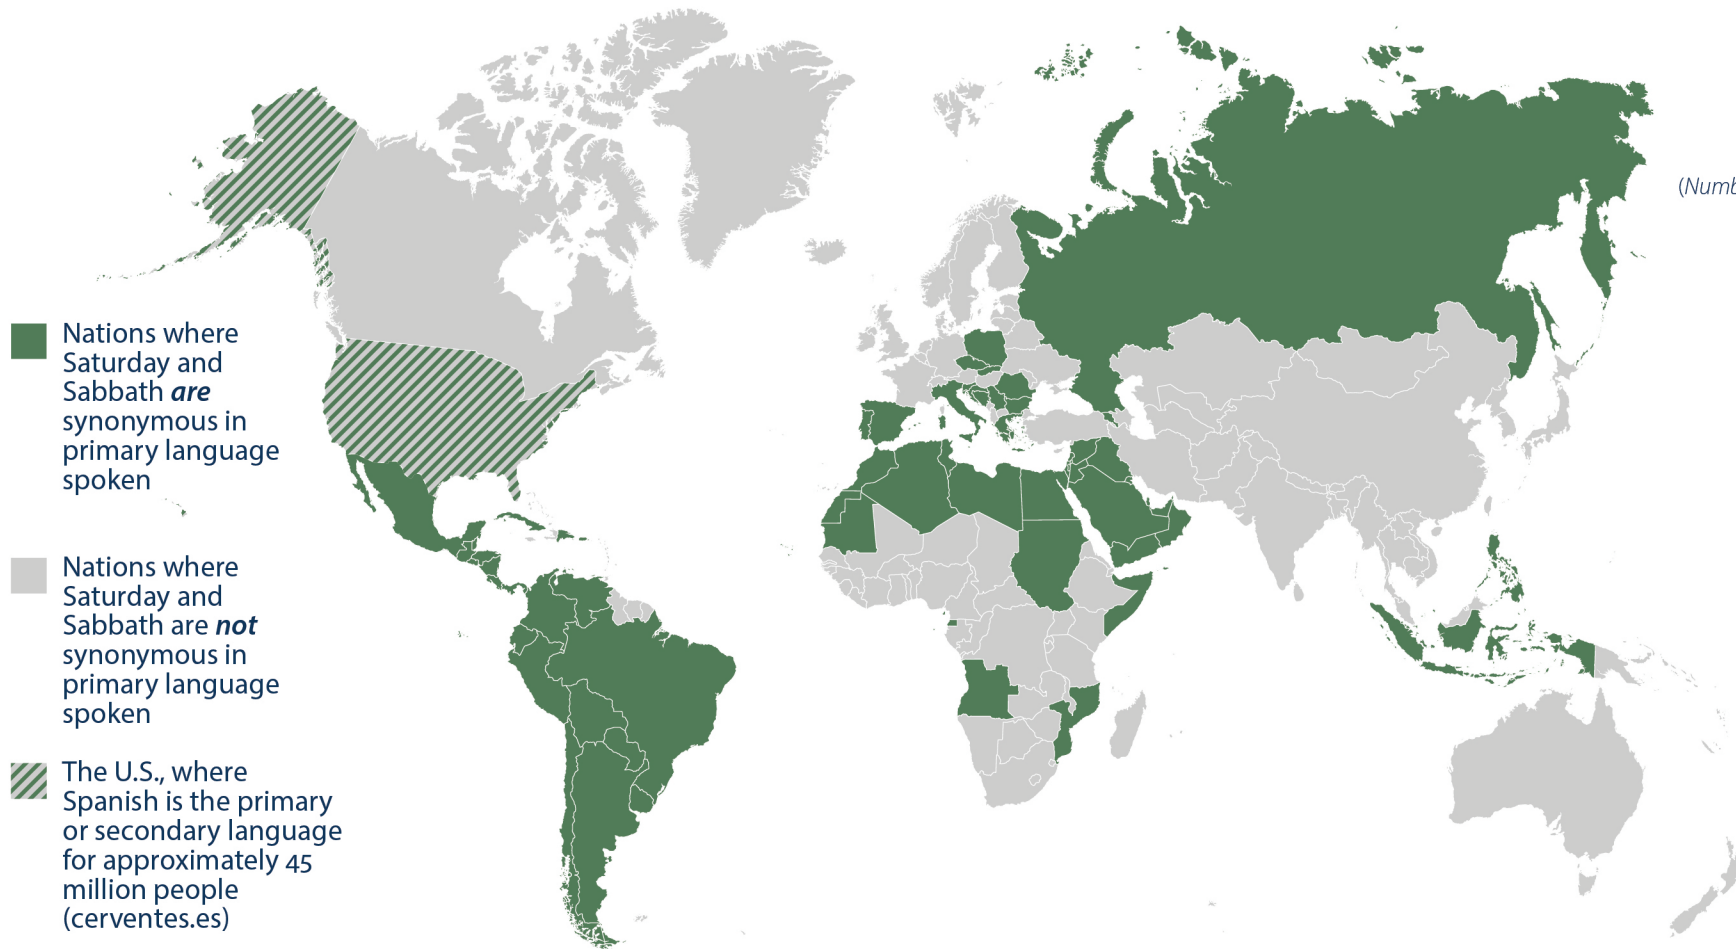 (Numb
Nations where
Saturday and
Sabbath are
synonymous in
primary language
spoken
Nations where
Saturday and
Sabbath are not
synonymous in
primary language
spoken
The U.S., where
Spanish is the primary
or secondary language
for approximately 45
million people
(cerventes.es)